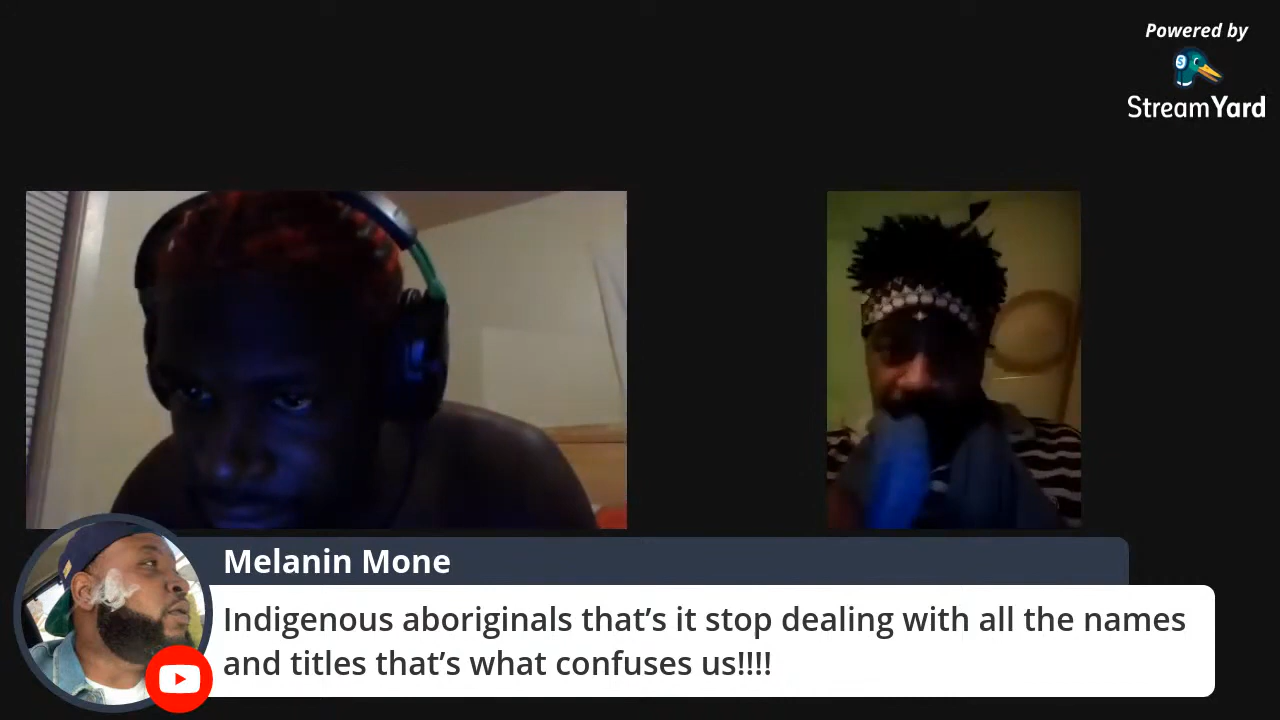 Powered by
StreamYard
Melanin Mone
Indigenous aboriginals that’s it stop dealing with all the names
and titles that’s what confuses us!!!!